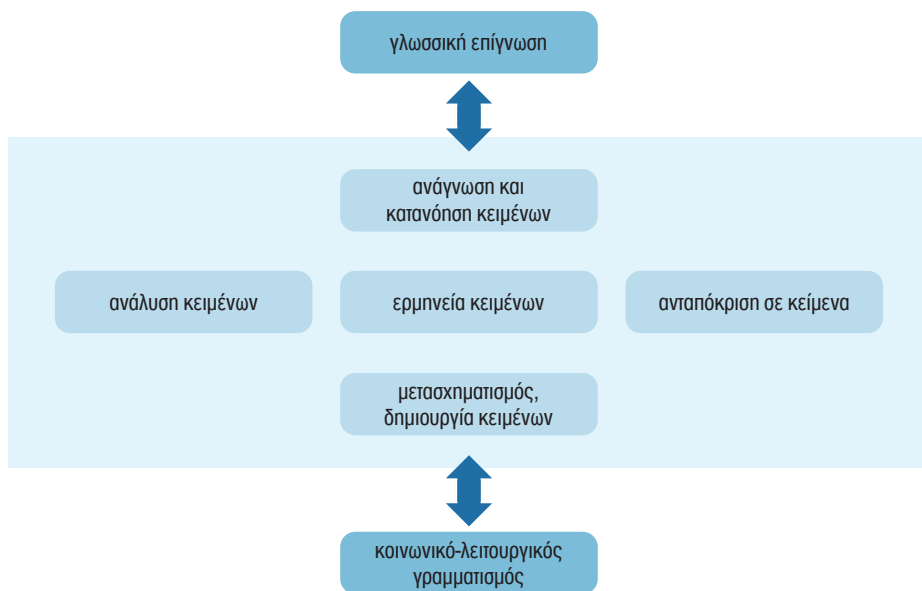 γλωσσική επίγνωση
ανάγνωση και
κατανόηση κειμένων
ανάλυση κειμένων
ερμηνεία κειμένων
ανταπόκριση σε κείμενα
μετασχηματισμός,
δημιουργία κειμένων
κοινωνικό-λειτουργικός
γραμματισμός